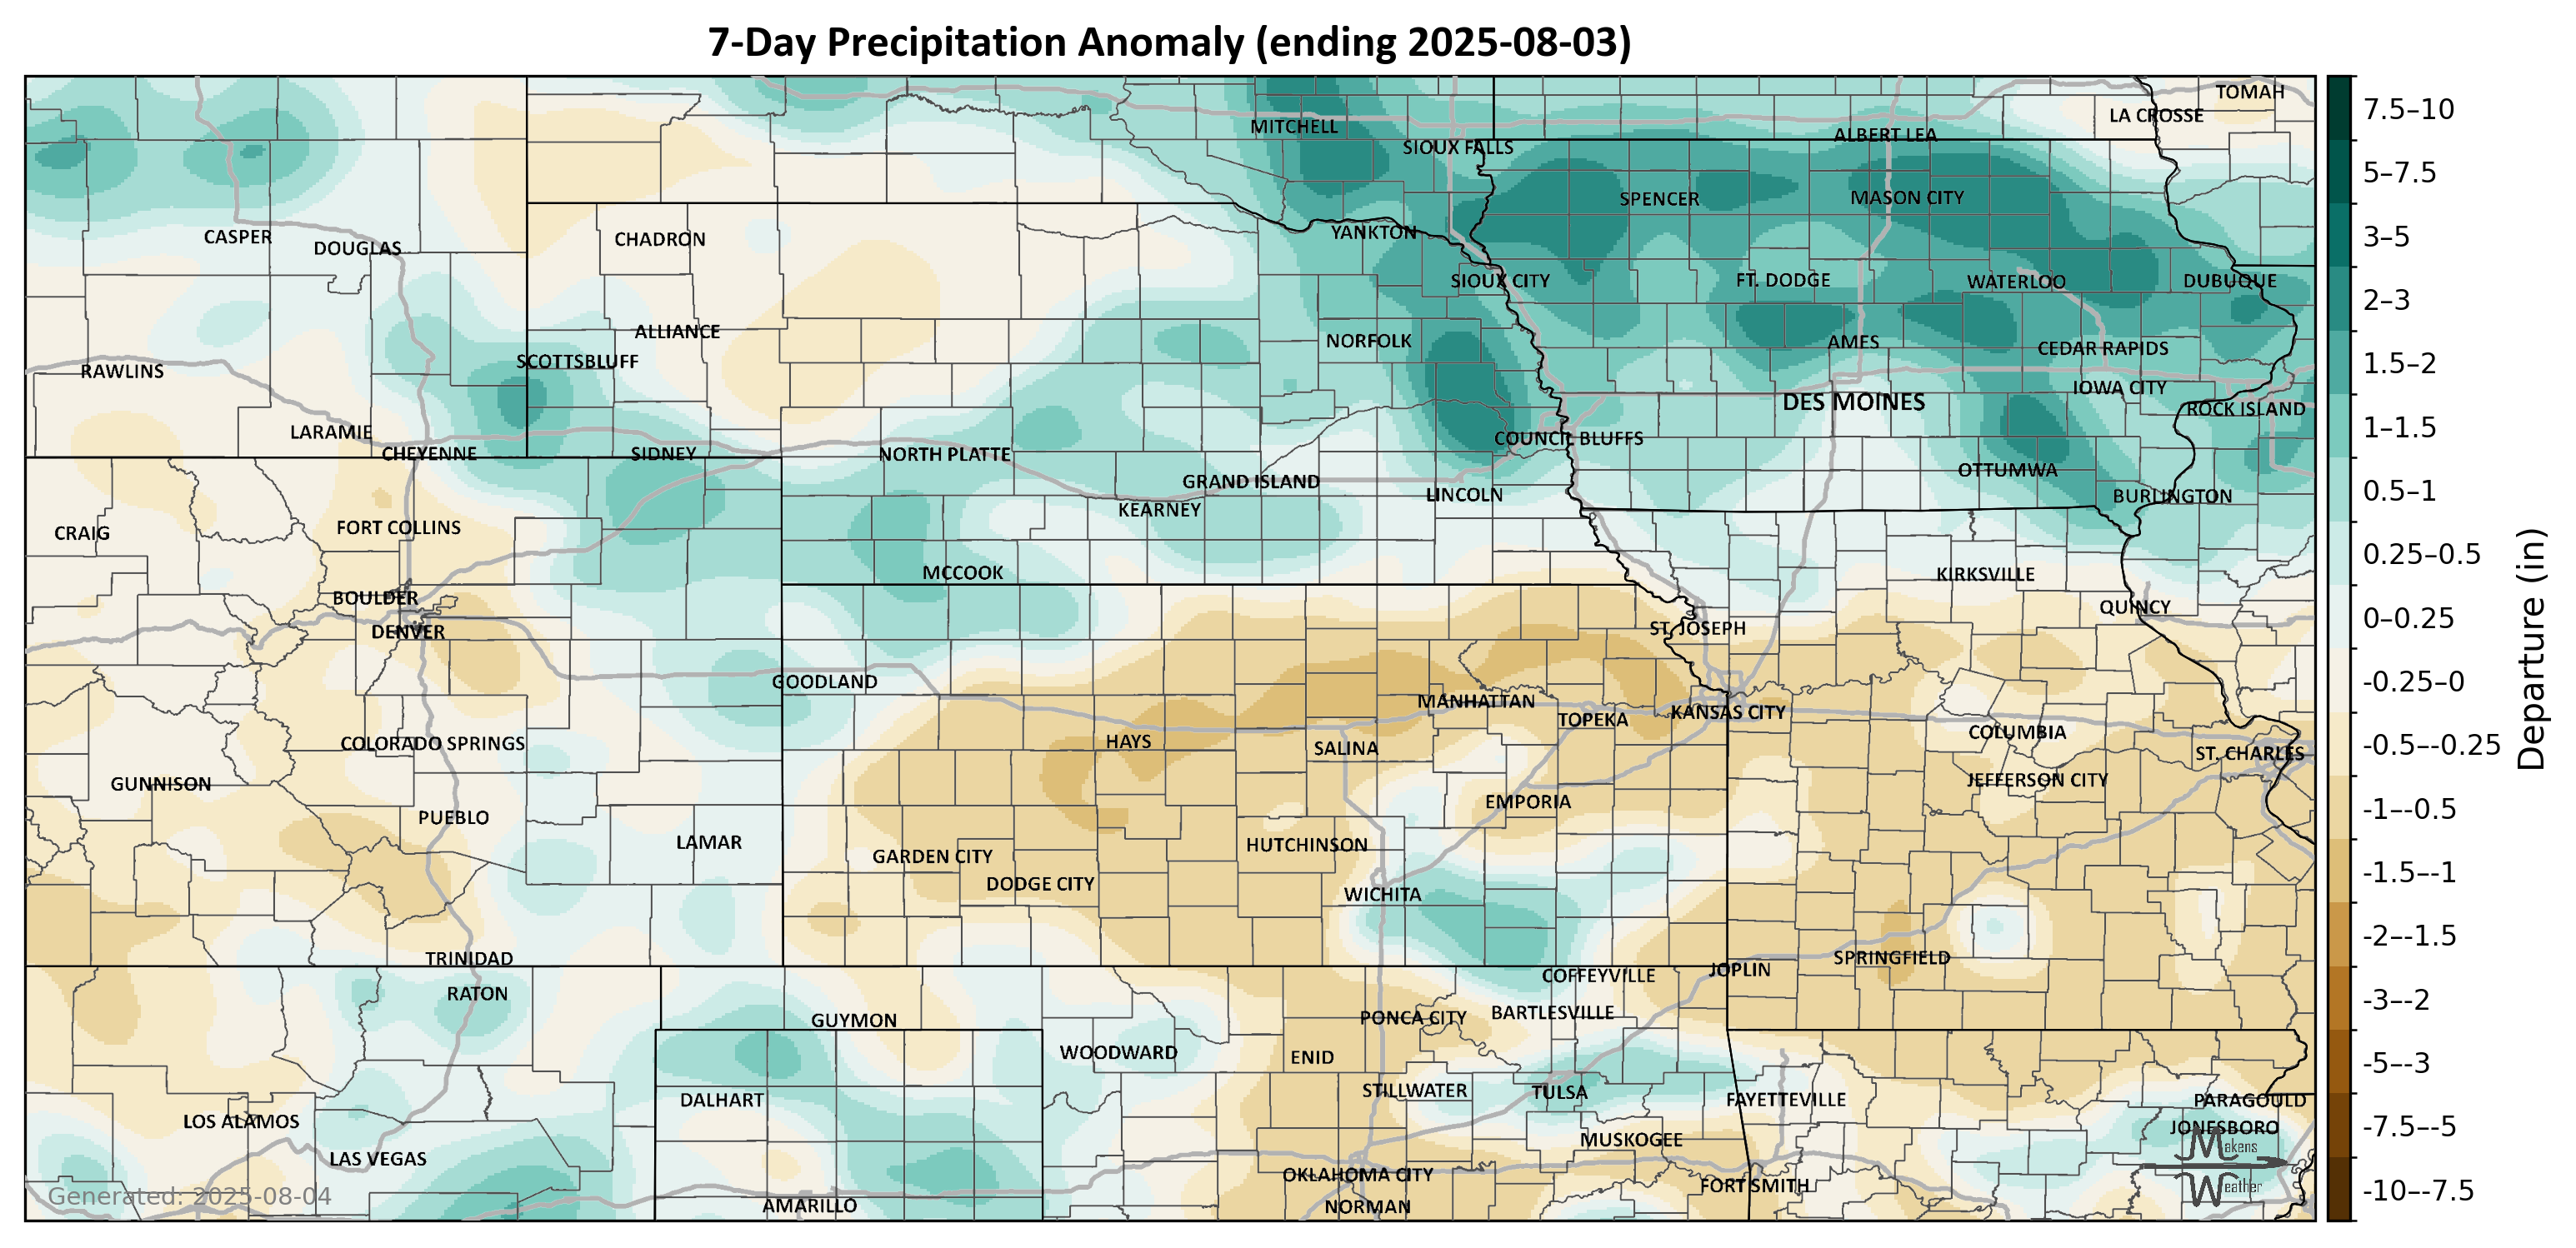 7-Day Precipitation Anomaly (ending 2025-08-03)
TOMAH
LA CROSSE
MITCHELL
ALBERT LEA
SIOUX FALLS
SPENCER
MASON CITY
CASPER
DOUGLAS
CHADRON
YANKTON
SIOUX CITY
FT. DODGE
WATERLOO
DUBUQUE
ALLIANCE
NORFOLK
AMES
CEDAR RAPIDS
SCOTTSBLUFF
RAWLINS
IOWA CITY
DES MOINES
ROCK ISLAND
LARAMIE
COUNCIL BLUFFS
CHEYENNE
SIDNEY
NORTH PLATTE
OTTUMWA
GRAND ISLAND
LINCOLN
BURLINGTON
KEARNEY
CRAIG
FORT COLLINS
MCCOOK
KIRKSVILLE
BOULDER
QUINCY
DENVER
ST. JOSEPH
GOODLAND
MANHATTAN
TOPEKA
KANSAS CITY
COLUMBIA
COLORADO SPRINGS
HAYS
SALINA
ST. CHARLES
GUNNISON
JEFFERSON CITY
EMPORIA
PUEBLO
LAMAR
HUTCHINSON
GARDEN CITY
DODGE CITY
WICHITA
TRINIDAD
SPRINGFIELD
COFFEYVILLE
JOPLIN
RATON
GUYMON
PONCA CITY
BARTLESVILLE
WOODWARD
ENID
STILLWATER
TULSA
DALHART
FAYETTEVILLE
PARAGOULD
LOS ALAMOS
JONESBORO
MUSKOGEE
LAS VEGAS
OKLAHOMA CITY
FORT SMITH
AMARILLO
NORMAN
Generated: 2025-08-04
Makens
Weather
7.5–10
5–7.5
3–5
2–3
1.5–2
1–1.5
0.5–1
0.25–0.5
0–0.25
-0.25–0
-0.5–-0.25
-1–-0.5
-1.5–-1
-2–-1.5
-3–-2
-5–-3
-7.5–-5
-10–-7.5
Departure (in)